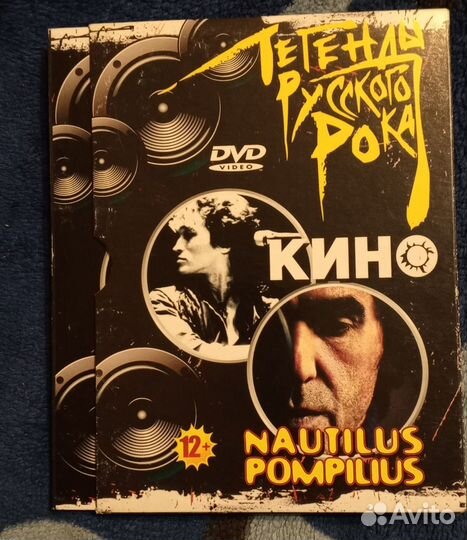 Легенды
Русского
Рока
DVD
VIDEO
КИНО
12+
NAUTILUS
POMPILIUS
Avito